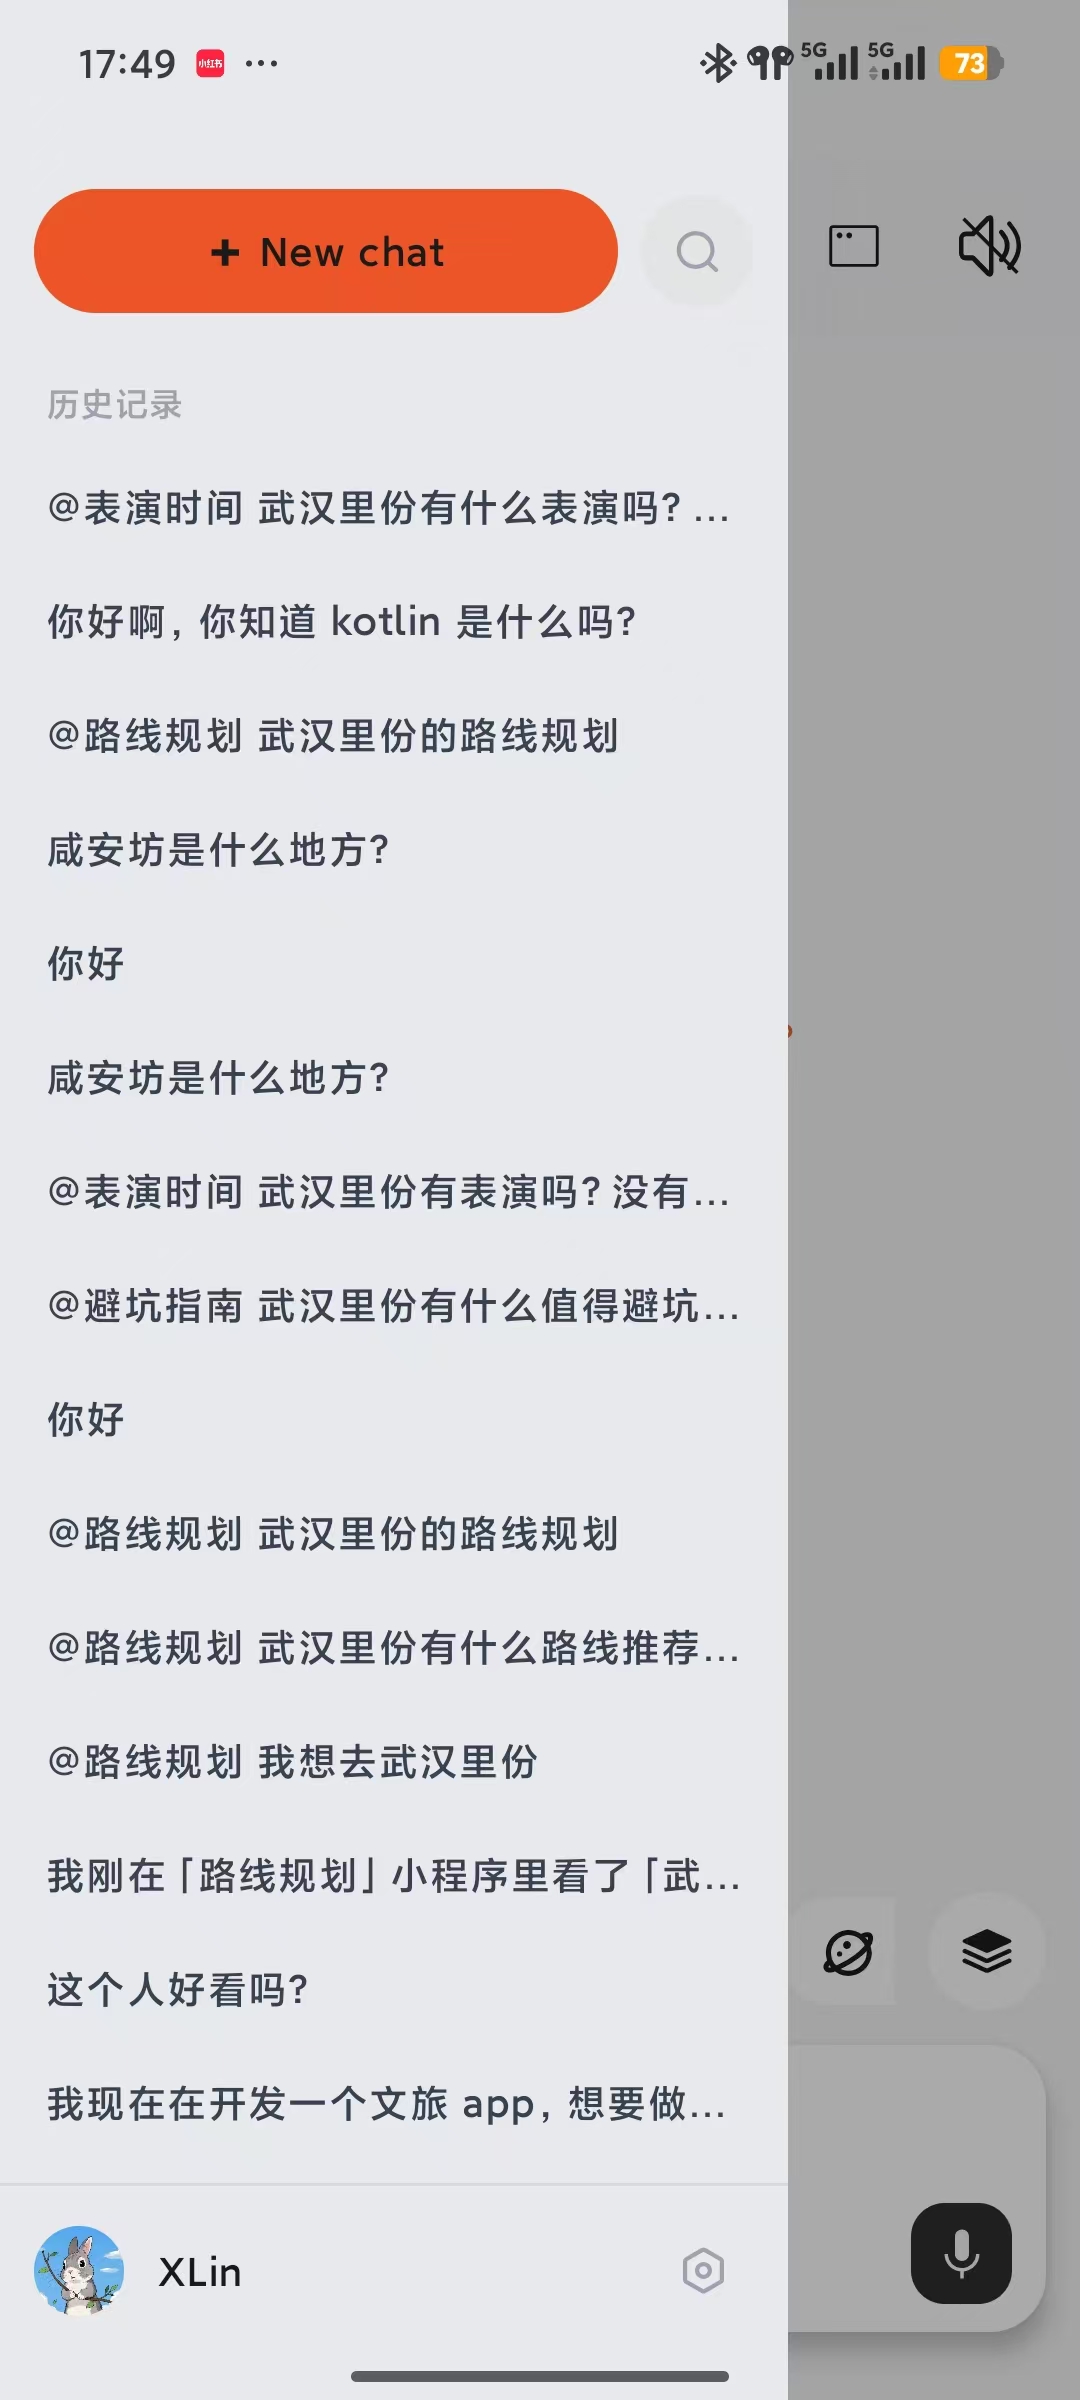 17:49 小红书 ... 5G 5G 73
+ New chat
历史记录
@表演时间 武汉里份有什么表演吗？...
你好啊，你知道 kotlin 是什么吗？
@路线规划 武汉里份的路线规划
咸安坊是什么地方？
你好
咸安坊是什么地方？
@表演时间 武汉里份有表演吗？没有...
@避坑指南 武汉里份有什么值得避坑...
你好
@路线规划 武汉里份的路线规划
@路线规划 武汉里份有什么路线推荐...
@路线规划 我想去武汉里份
我刚在「路线规划」小程序里看了「武...
这个人好看吗？
我现在在开发一个文旅 app，想要做...
XLin